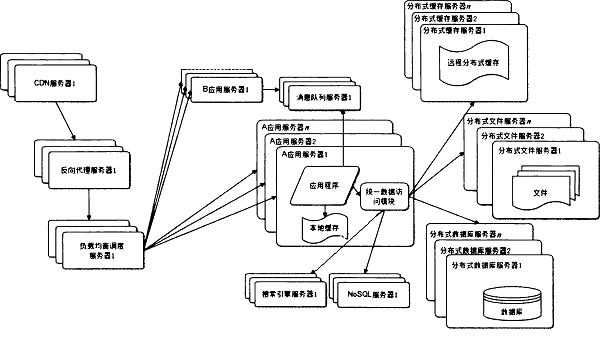 分布式缓存服务器n
分布式缓存服务器2
分布式缓存服务器1
远程分布式缓存
CDN服务器1
B应用服务器1
消息队列服务器1
分布式文件服务器n
分布式文件服务器2
分布式文件服务器1
文件
A应用服务器n
A应用服务器2
A应用服务器1
应用程序
统一数据访
问模块
本地缓存
反向代理服务器1
负载均衡调度
服务器1
分布式数据库服务器n
分布式数据库服务器2
分布式数据库服务器1
数据库
搜索引擎服务器1
NoSQL服务器1